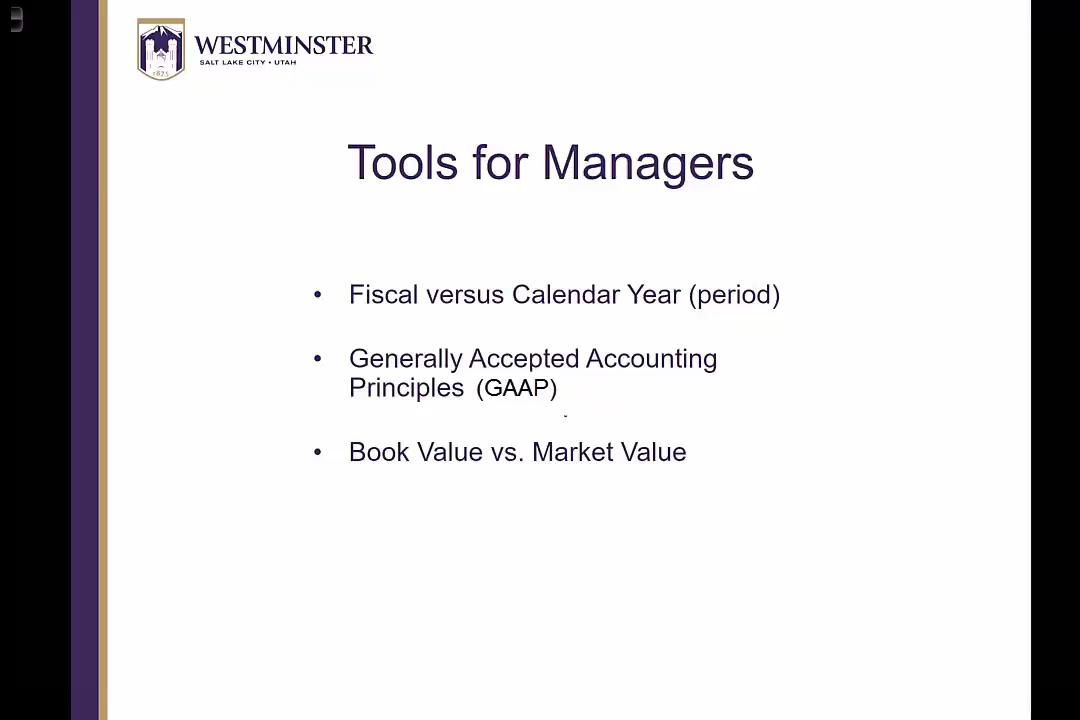 WESTMINSTER
SALT LAKE CITY • UTAH
1875
Tools for Managers
• Fiscal versus Calendar Year (period)
• Generally Accepted Accounting
Principles (GAAP)
• Book Value vs. Market Value